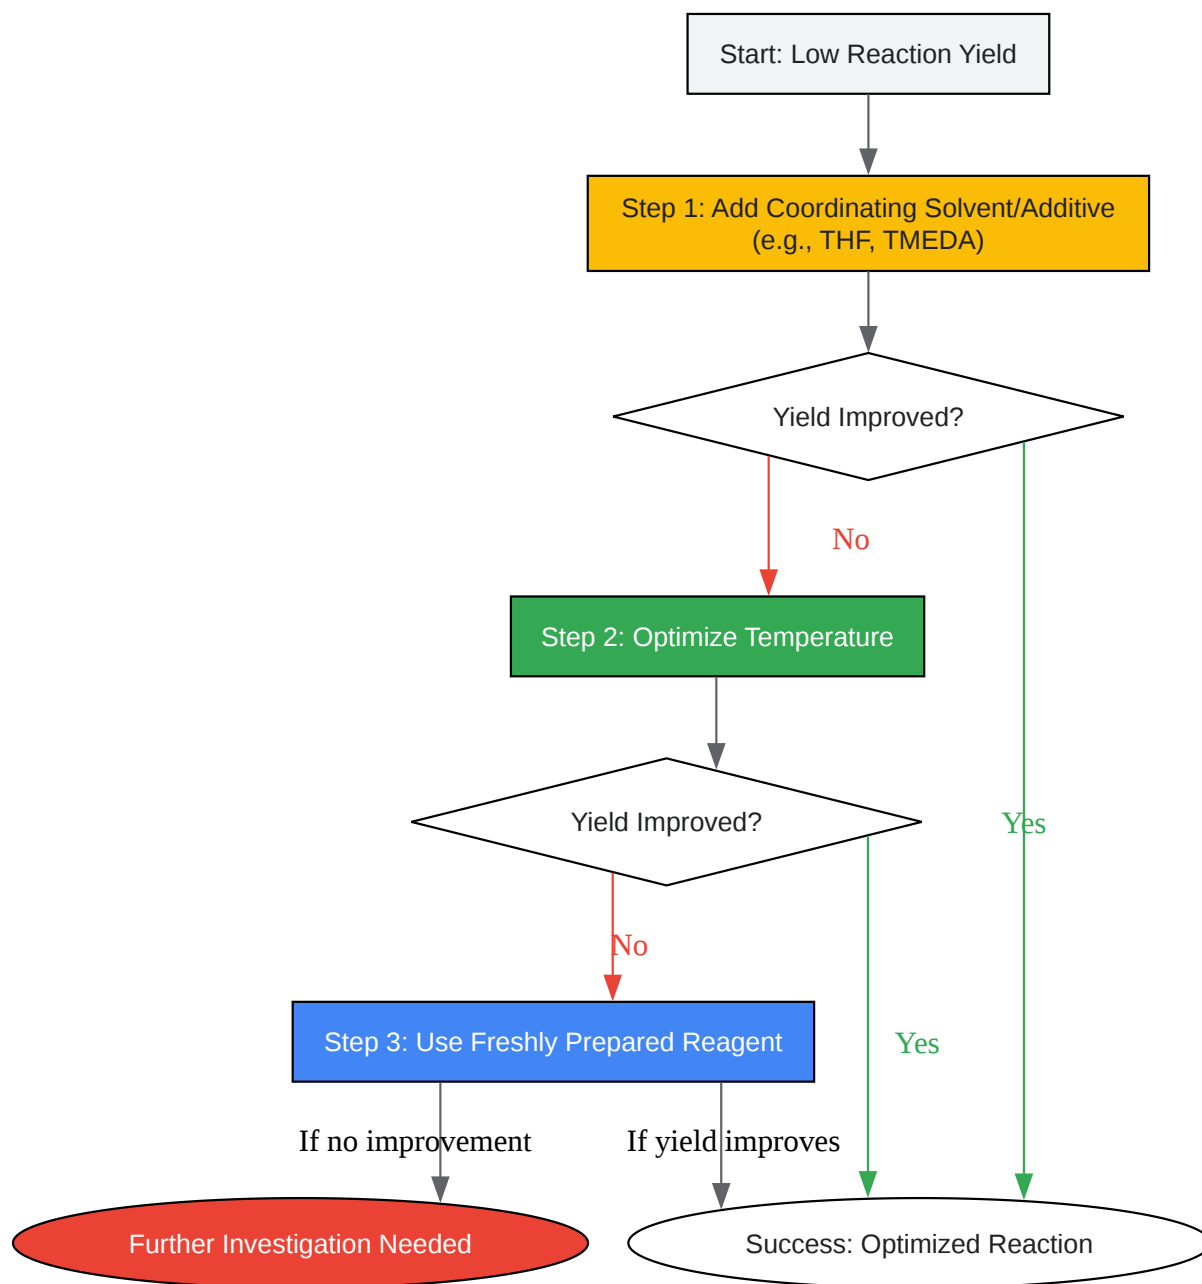 Start: Low Reaction Yield
Step 1: Add Coordinating Solvent/Additive
(e.g., THF, TMEDA)
Yield Improved?
No
Step 2: Optimize Temperature
Yield Improved?
Yes
No
Step 3: Use Freshly Prepared Reagent
Yes
If no improvement
If yield improves
Further Investigation Needed
Success: Optimized Reaction